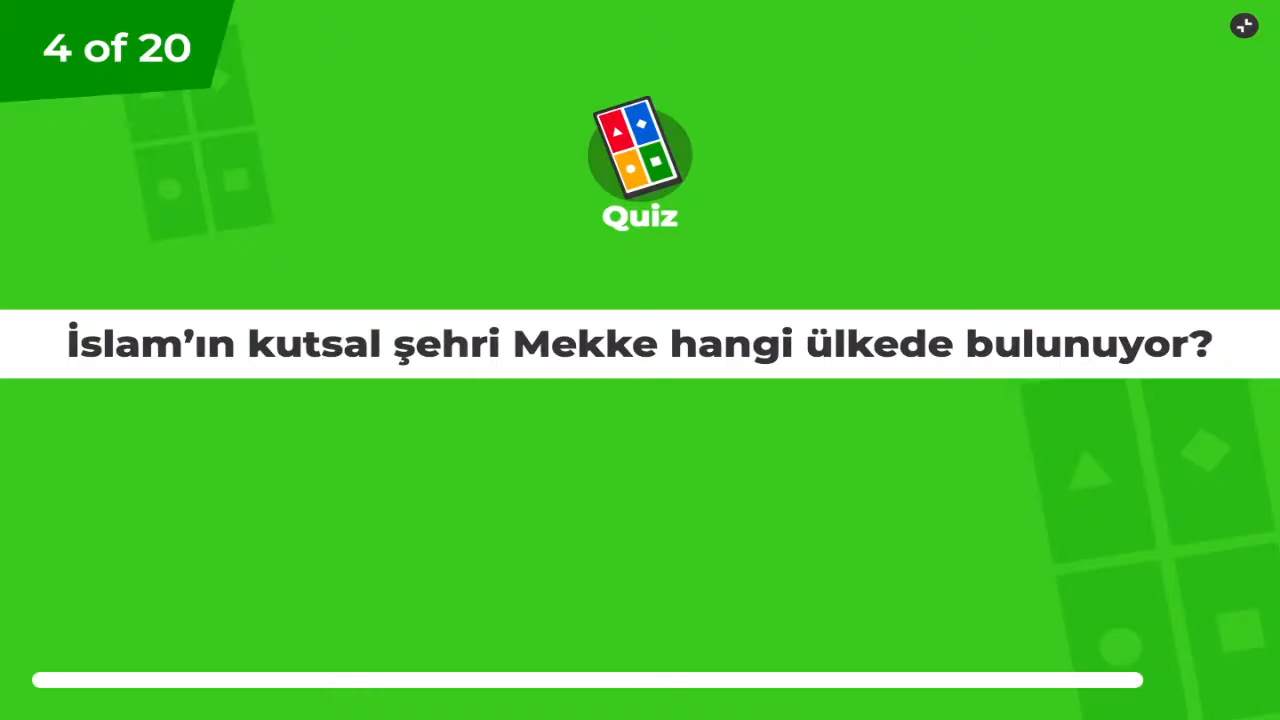 4 of 20
Quiz
İslam’ın kutsal şehri Mekke hangi ülkede bulunuyor?